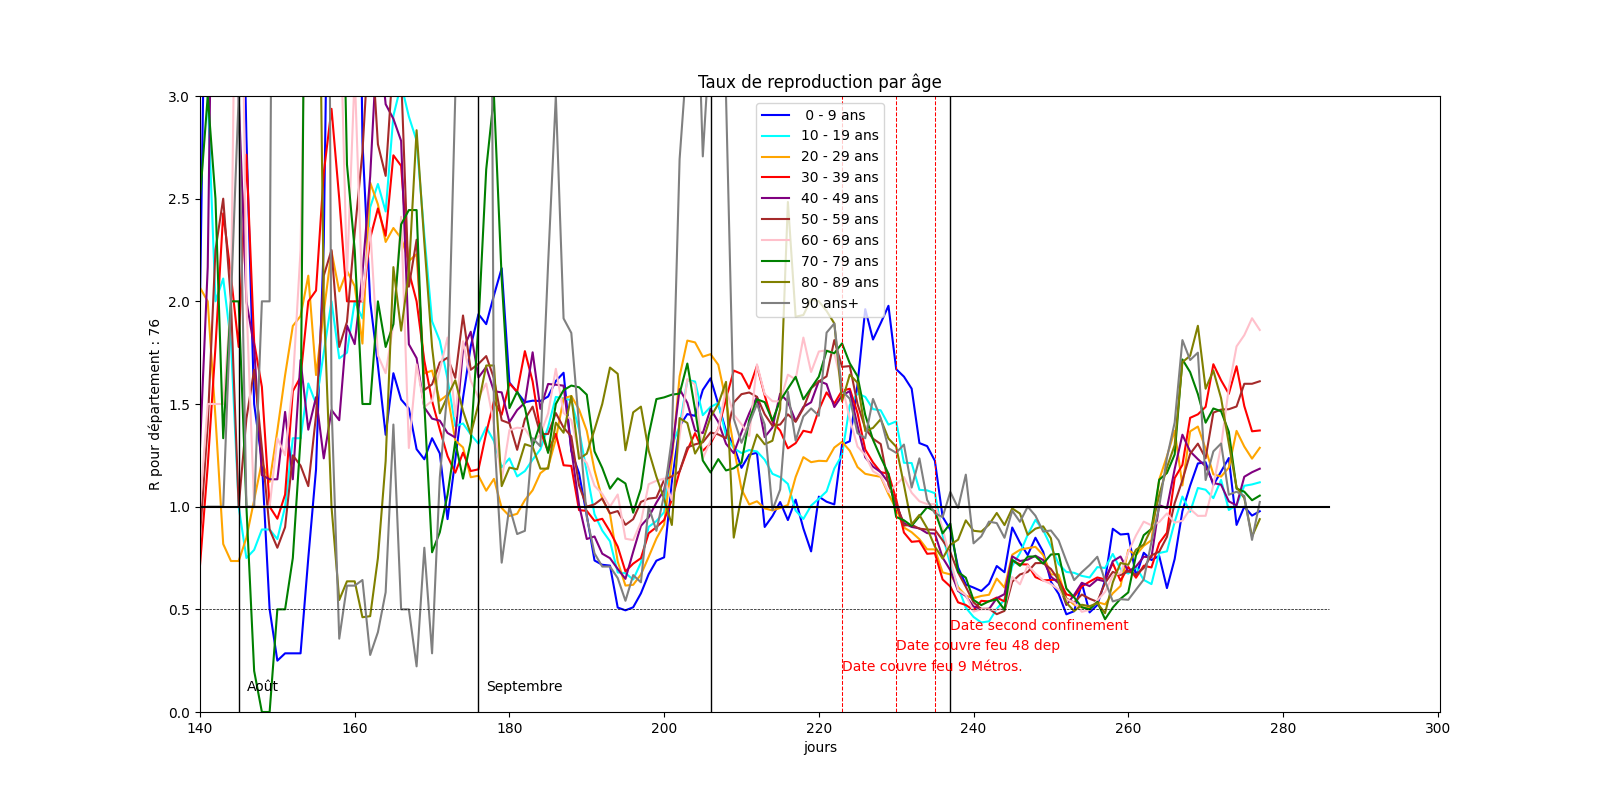 Taux de reproduction par âge
R pour département : 76
3.0
2.5
2.0
1.5
1.0
0.5
0.0
0 - 9 ans
10 - 19 ans
20 - 29 ans
30 - 39 ans
40 - 49 ans
50 - 59 ans
60 - 69 ans
70 - 79 ans
80 - 89 ans
90 ans+
Date second confinement
Date couvre feu 48 dep
Date couvre feu 9 Métros.
Août
Septembre
140
160
180
200
220
240
260
280
300
jours